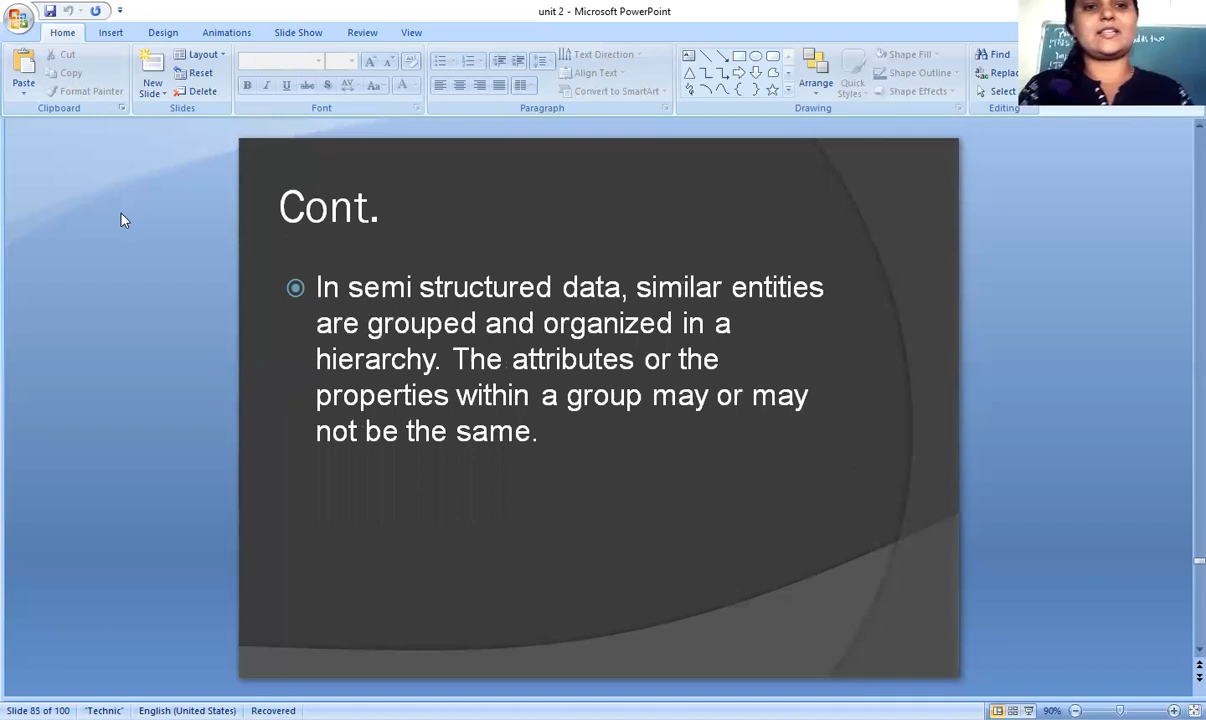 unit 2 - Microsoft PowerPoint
Home Insert Design Animations Slide Show Review View
Cut
Copy
Format Painter
Paste
Clipboard
New
Slide
Layout
Reset
Delete
Slides
B I U abc S AV Aa A
Font
Text Direction
Align Text
Convert to SmartArt
Paragraph
Arrange
Quick
Styles
Shape Fill
Shape Outline
Shape Effects
Drawing
Find
Replac
Select
Editing
Cont.
In semi structured data, similar entities
are grouped and organized in a
hierarchy. The attributes or the
properties within a group may or may
not be the same.
Slide 85 of 100 "Technic" English (United States) Recovered 90%